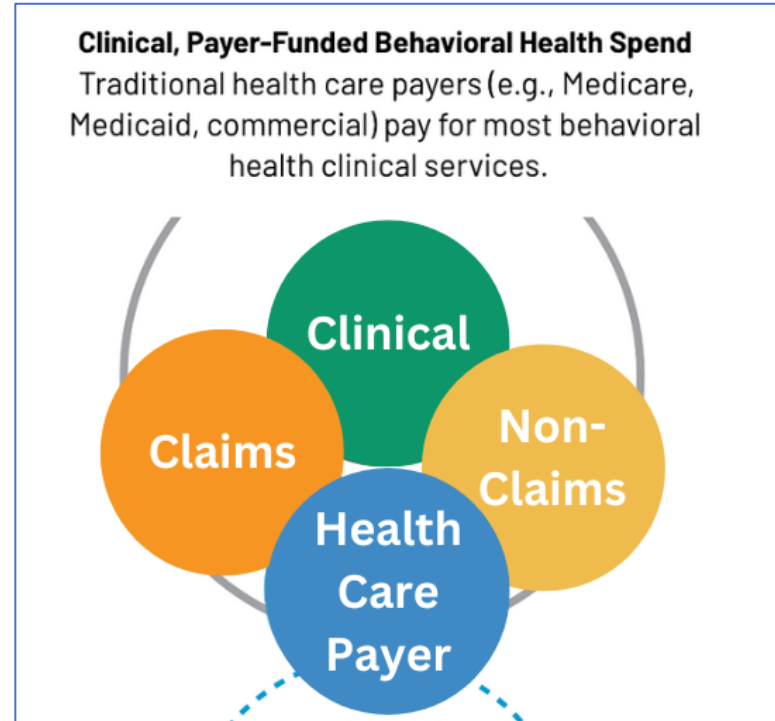 Clinical, Payer-Funded Behavioral Health Spend
Traditional health care payers (e.g., Medicare,
Medicaid, commercial) pay for most behavioral
health clinical services.
Clinical
Claims
Non-
Claims
Health
Care
Payer